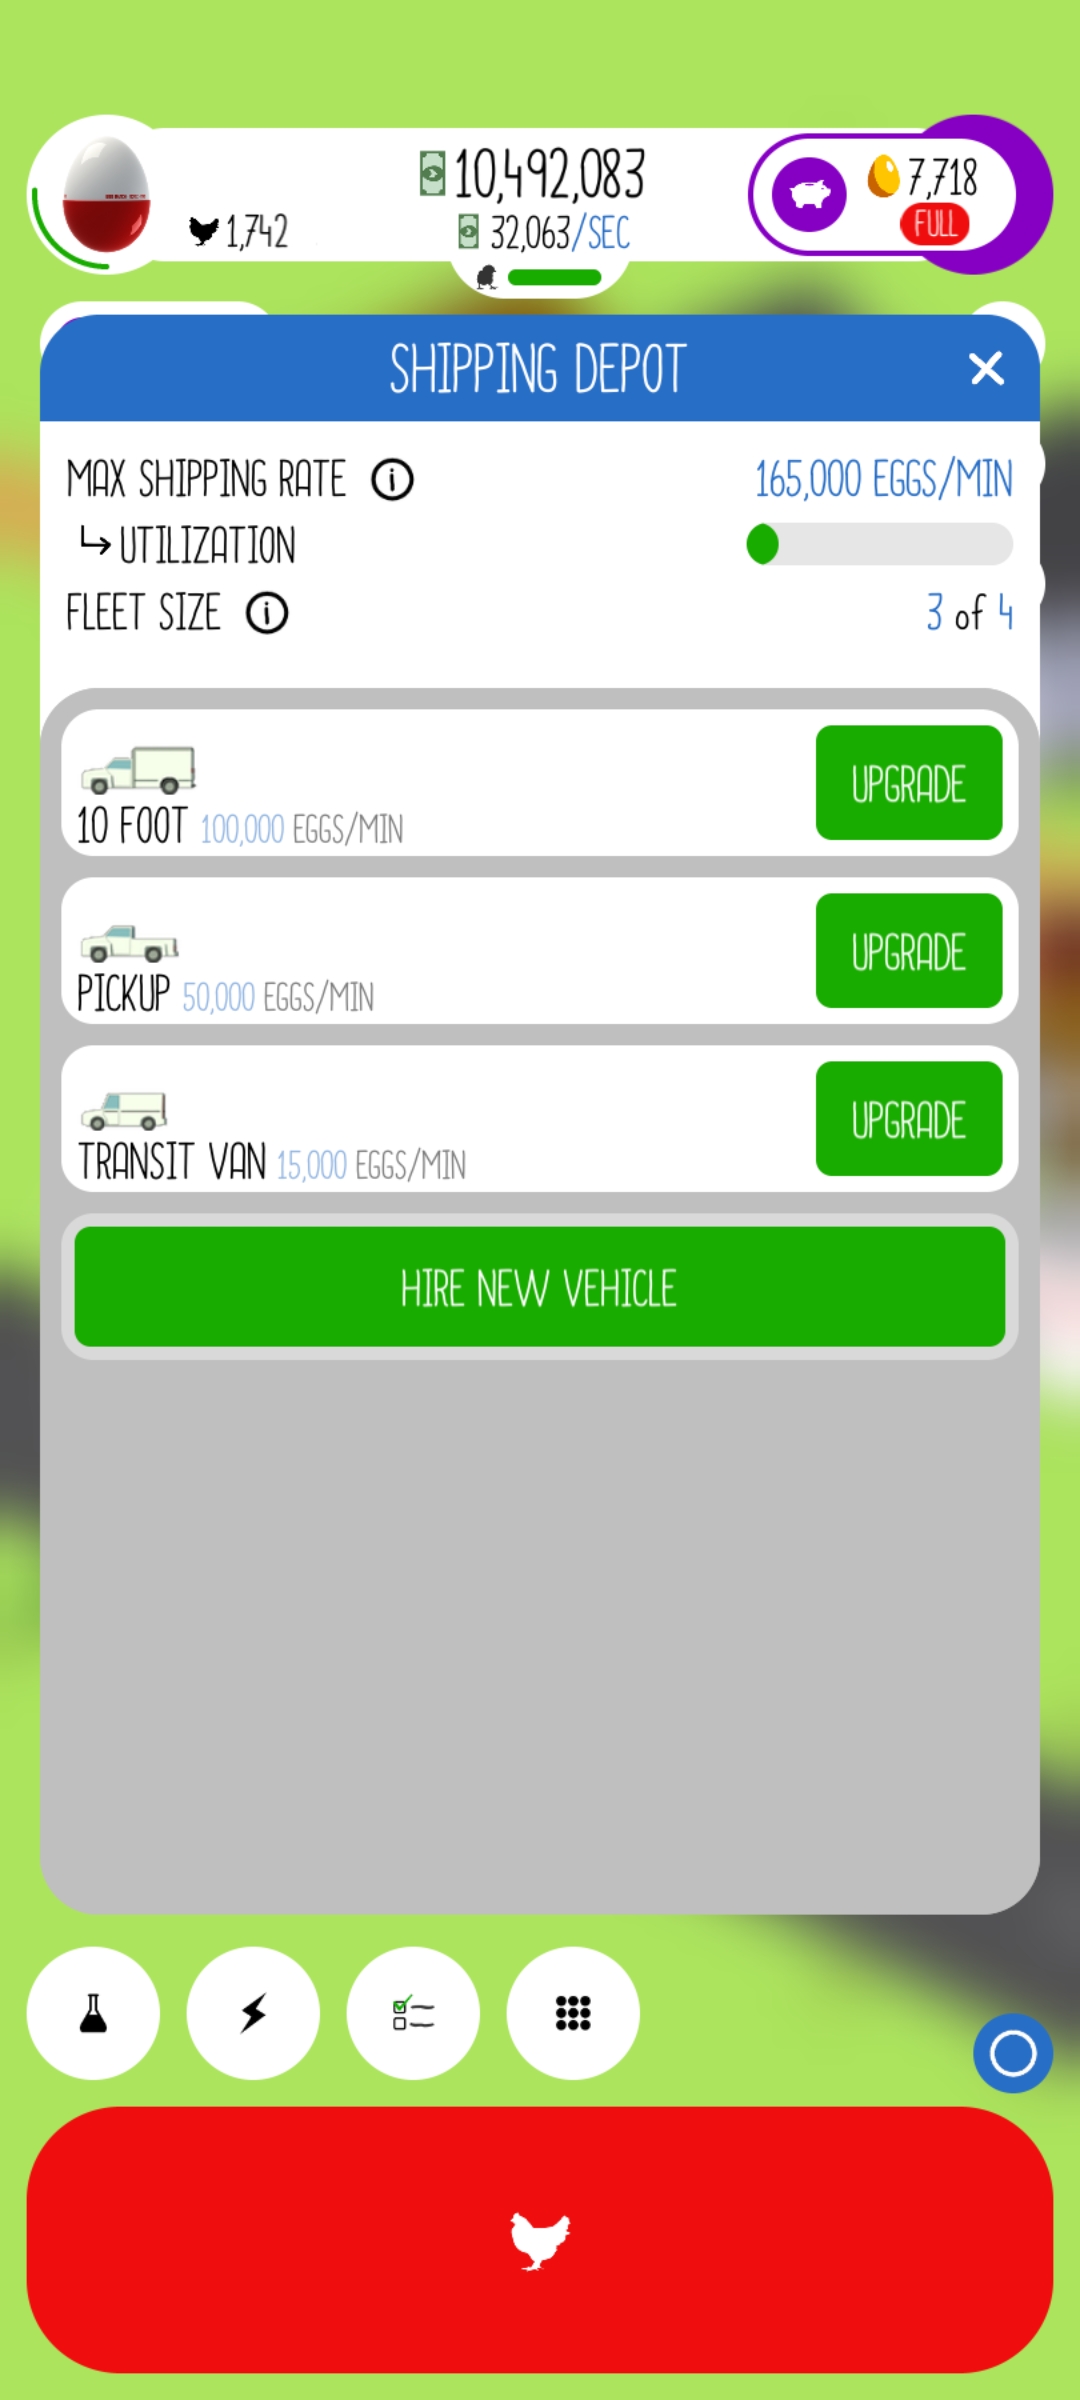 10,492,083
7,718
1,742
32,063/SEC
FULL
SHIPPING DEPOT
MAX SHIPPING RATE
165,000 EGGS/MIN
UTILIZATION
FLEET SIZE
3 of 4
UPGRADE
10 FOOT 100,000 EGGS/MIN
UPGRADE
PICKUP 50,000 EGGS/MIN
UPGRADE
TRANSIT VAN 15,000 EGGS/MIN
HIRE NEW VEHICLE